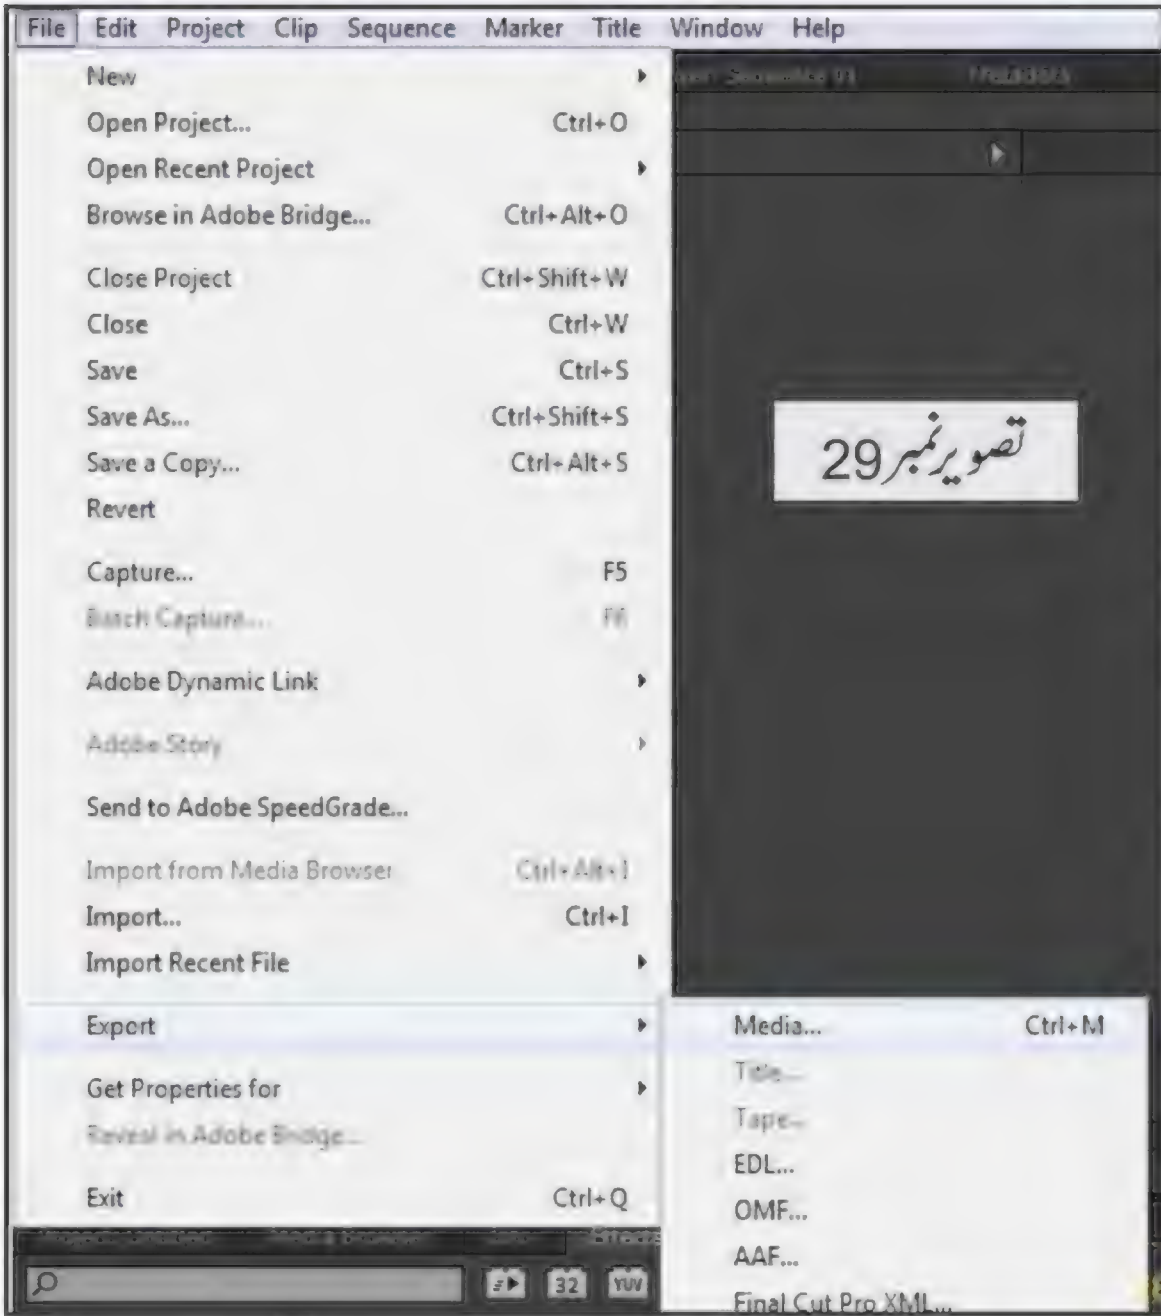 File Edit Project Clip Sequence Marker Title Window Help
New
Open Project... Ctrl+O
Open Recent Project
Browse in Adobe Bridge... Ctrl+Alt+O
Close Project Ctrl+Shift+W
Close Ctrl+W
Save Ctrl+S
Save As... Ctrl+Shift+S
Save a Copy... Ctrl+Alt+S
Revert
Capture... F5
Batch Capture... F6
Adobe Dynamic Link
Adobe Story
Send to Adobe SpeedGrade...
Import from Media Browser Ctrl+Alt+I
Import... Ctrl+I
Import Recent File
Export
Get Properties for
Reveal in Adobe Bridge...
Exit Ctrl+Q
تصویر نمبر 29
Media... Ctrl+M
Title...
Tape...
EDL...
OMF...
AAF...
Final Cut Pro XML...
32 YUV